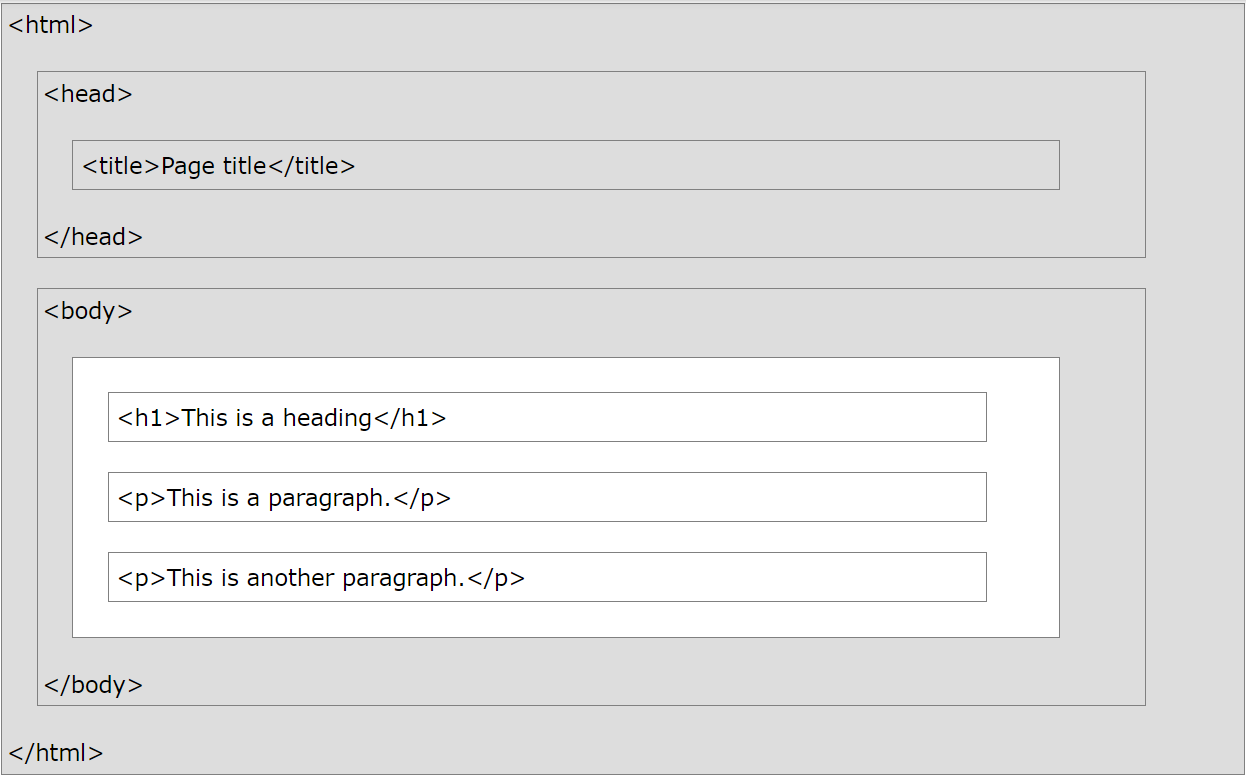 <html>
<head>
<title>Page title</title>
</head>
<body>
<h1>This is a heading</h1>
<p>This is a paragraph.</p>
<p>This is another paragraph.</p>
</body>
</html>